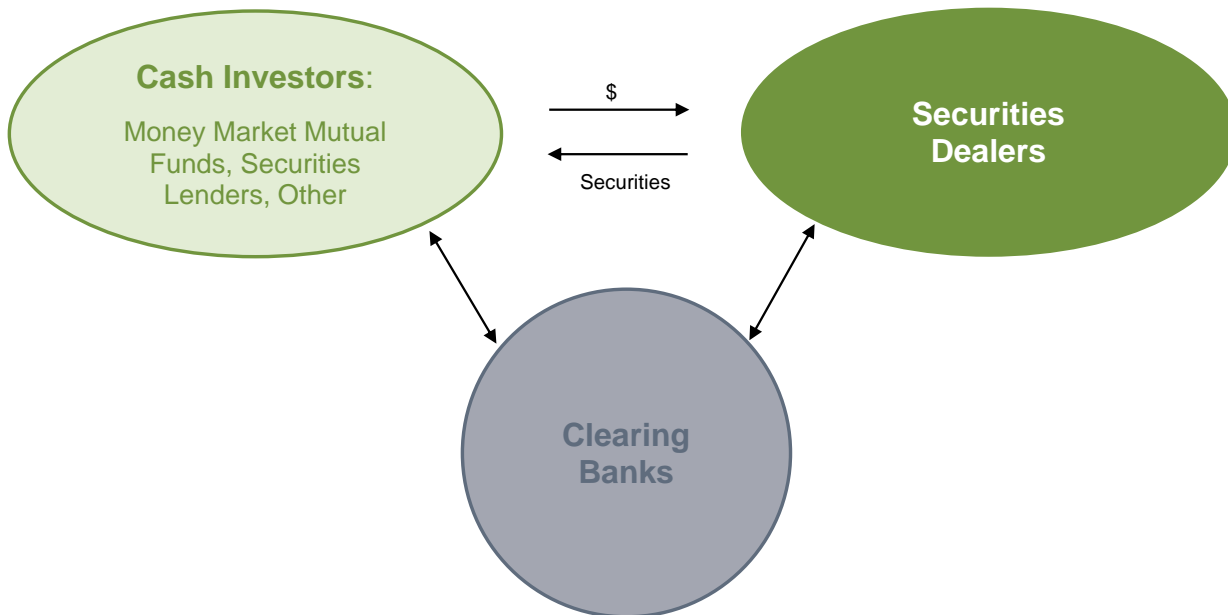 Cash Investors:
Money Market Mutual
Funds, Securities
Lenders, Other
$
Securities
Securities
Dealers
Clearing
Banks